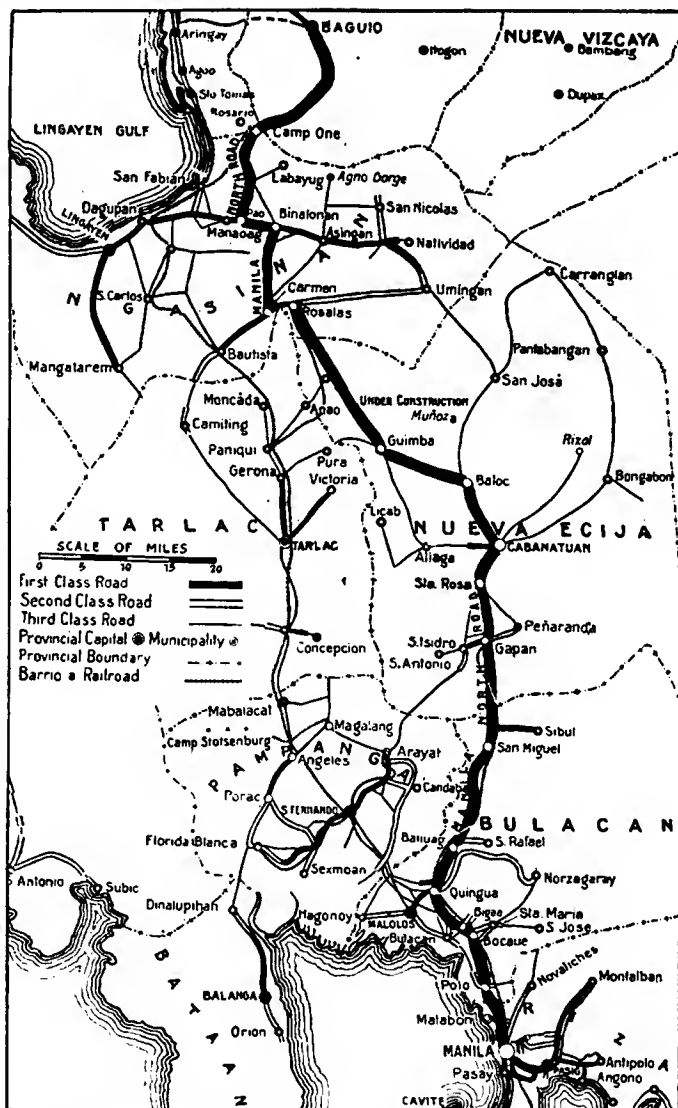 BAGUIO
Aringay
Itogon
NUEVA VIZCAYA
Bambang
Agoo
Sto Tomas
Dupax
Rosario
LINGAYEN GULF
Camp One
San Fabian
NORTH ROAD
Labayug
Agno Gorge
Dagupan
San Nicolas
LINGAYEN
Manaoag
Pao
Binalonan
Asingan
Natividad
Carrangian
S. Carlos
MANILA
Carmen
Umingan
Rosales
PANGASINAN
Pantabangan
Mangatarem
Bautista
San José
UNDER CONSTRUCTION
Moncada
Anao
Muñoz
Camiling
Guimba
Rizal
Paniqui
Pura
Gerona
Victoria
Baloc
Bongabon
Licab
TARLAC
NUEVA ECIJA
SCALE OF MILES
0 10 20
TARLAC
Aliaga
CABANATUAN
First Class Road
Second Class Road
Third Class Road
Provincial Capital Municipality
Provincial Boundary
Barrio Railroad
Sta. Rosa
Peñaranda
Concepcion
S. Isidro
S. Antonio
Gapan
Mabalacat
Magalang
Camp Stotsenburg
Sibul
San Miguel
Arayat
Angeles
PAMPANGA
MANILA NORTH ROAD
Candaba
Porac
S. FERNANDO
BULACAN
Baliuag
S. Rafael
Florida Blanca
Sexmoan
Antonio
Subic
Dinalupihan
Quingua
Norzagaray
Hagonoy
MALOLOS
Bigaa
Sta. Maria
S. Jose
Bulacan
Bocaue
Novaliches
Montalban
BATAAN
BALANGA
Polo
Orion
Malabon
MANILA
Antipolo
Pasay
PASIG
Angono
CAVITE